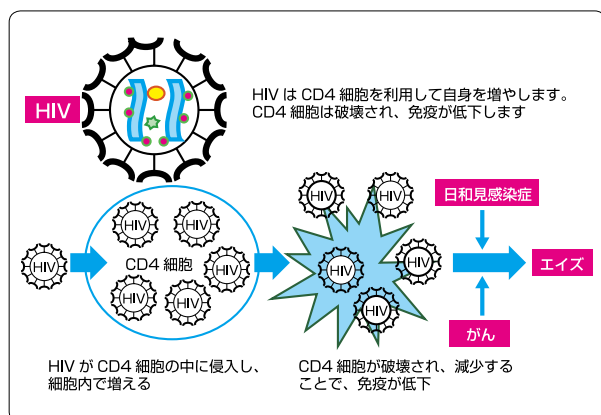 HIV
HIV は CD4 細胞を利用して自身を増やします。
CD4 細胞は破壊され、免疫が低下します
HIV
HIV
HIV
HIV
CD4 細胞
HIV
HIV
HIV
HIV
HIV
HIV
HIV
HIV
日和見感染症
エイズ
がん
HIV が CD4 細胞の中に侵入し、
細胞内で増える
CD4 細胞が破壊され、減少する
ことで、免疫が低下